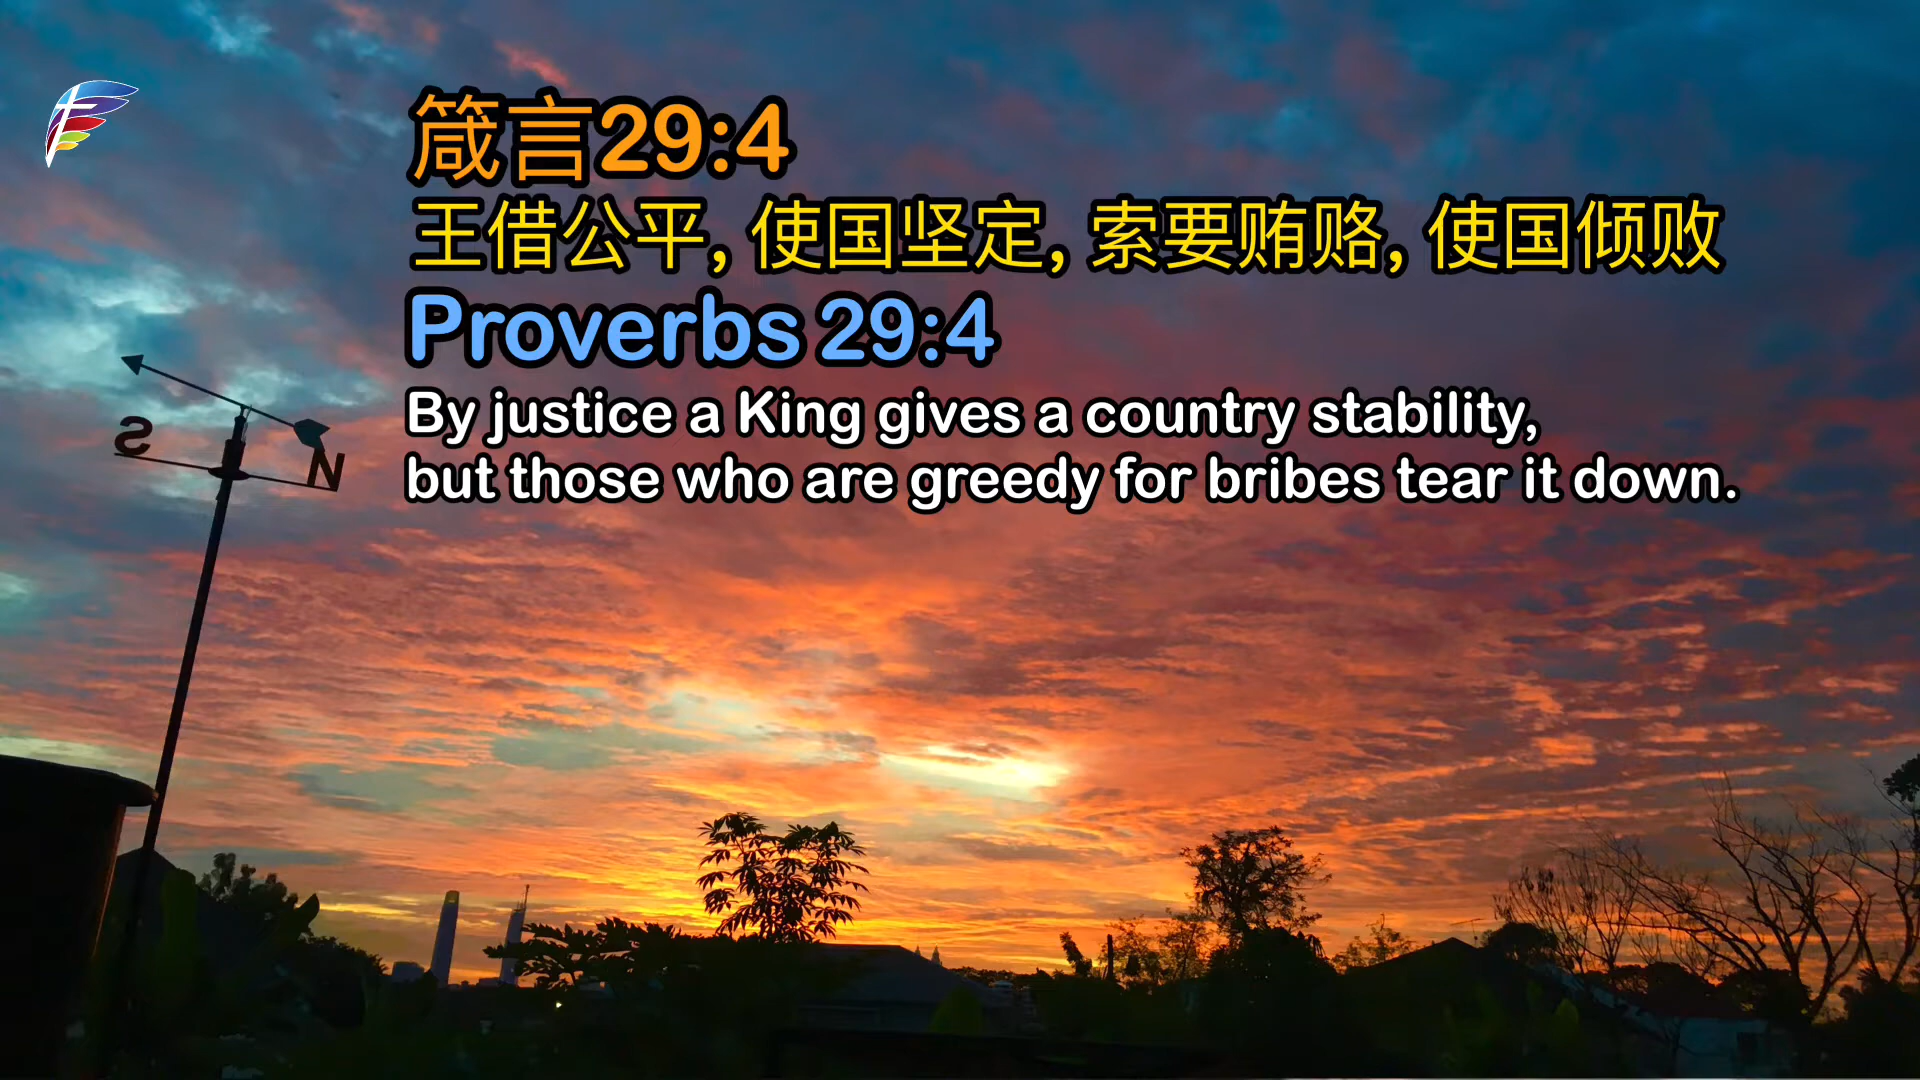 箴言29:4
王借公平, 使国坚定, 索要贿赂, 使国倾败
Proverbs 29:4
By justice a King gives a country stability,
but those who are greedy for bribes tear it down.
S
N